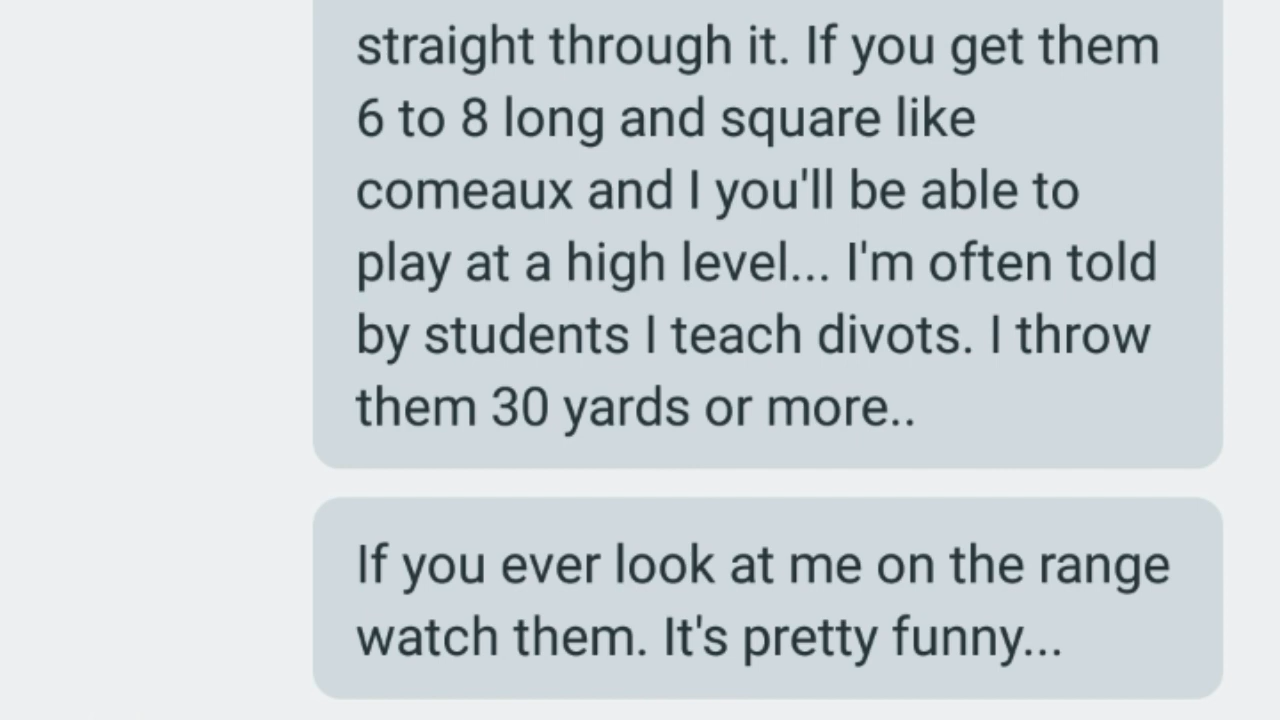 straight through it. If you get them
6 to 8 long and square like
comeaux and I you'll be able to
play at a high level... I'm often told
by students I teach divots. I throw
them 30 yards or more..
If you ever look at me on the range
watch them. It's pretty funny...